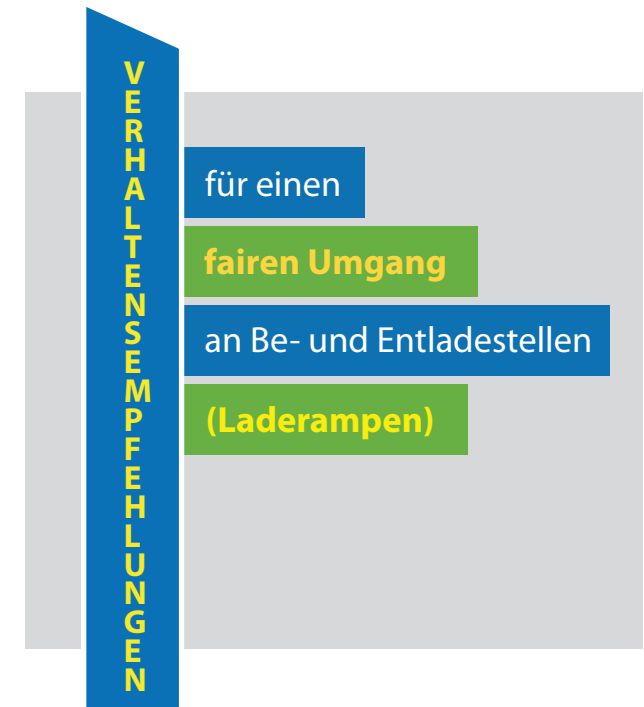 VERHALTENSEMPFEHLUNGEN
für einen
fairen Umgang
an Be- und Entladestellen
(Laderampen)